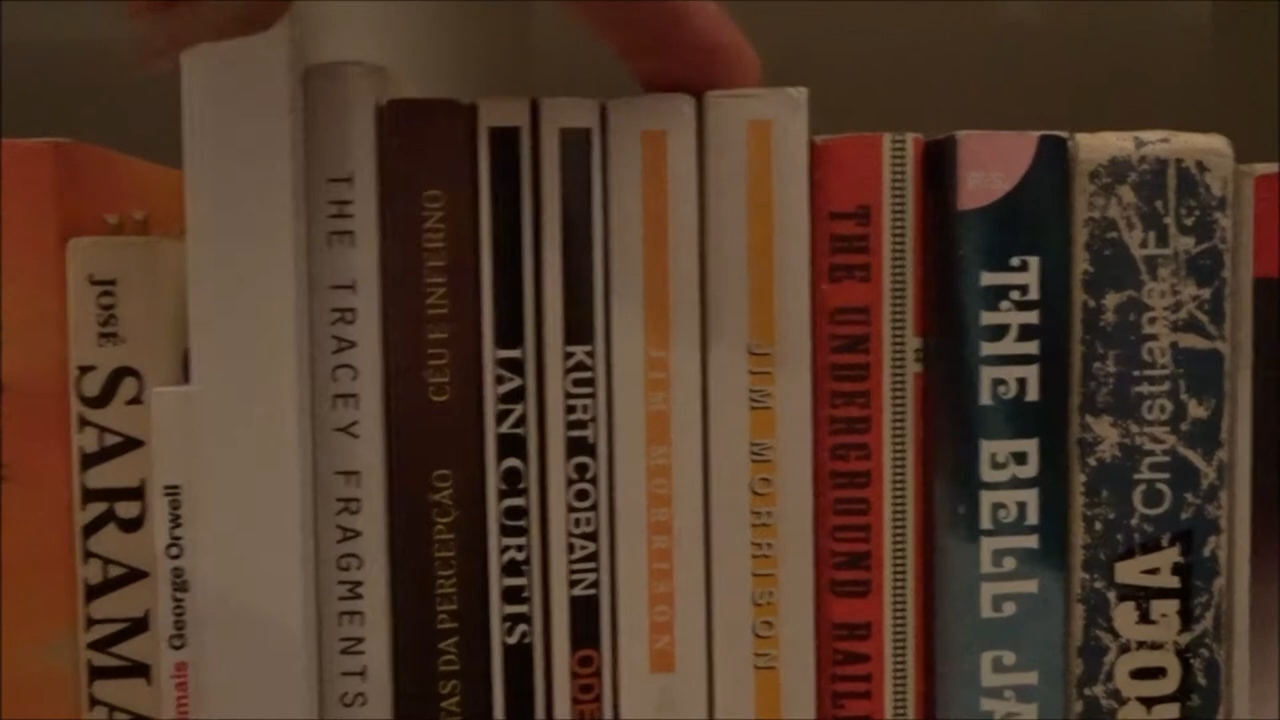 JOSÉ
SARAMA
mais George Orwell
THE TRACEY FRAGMENTS
TAS DA PERCEPÇÃO CÉU E INFERNO
IAN CURTIS
KURT COBAIN ODE
JIM MORRISON
JIM MORRISON
THE UNDERGROUND RAIL
P.S.
THE BELL JA
ROGA Christiane F.